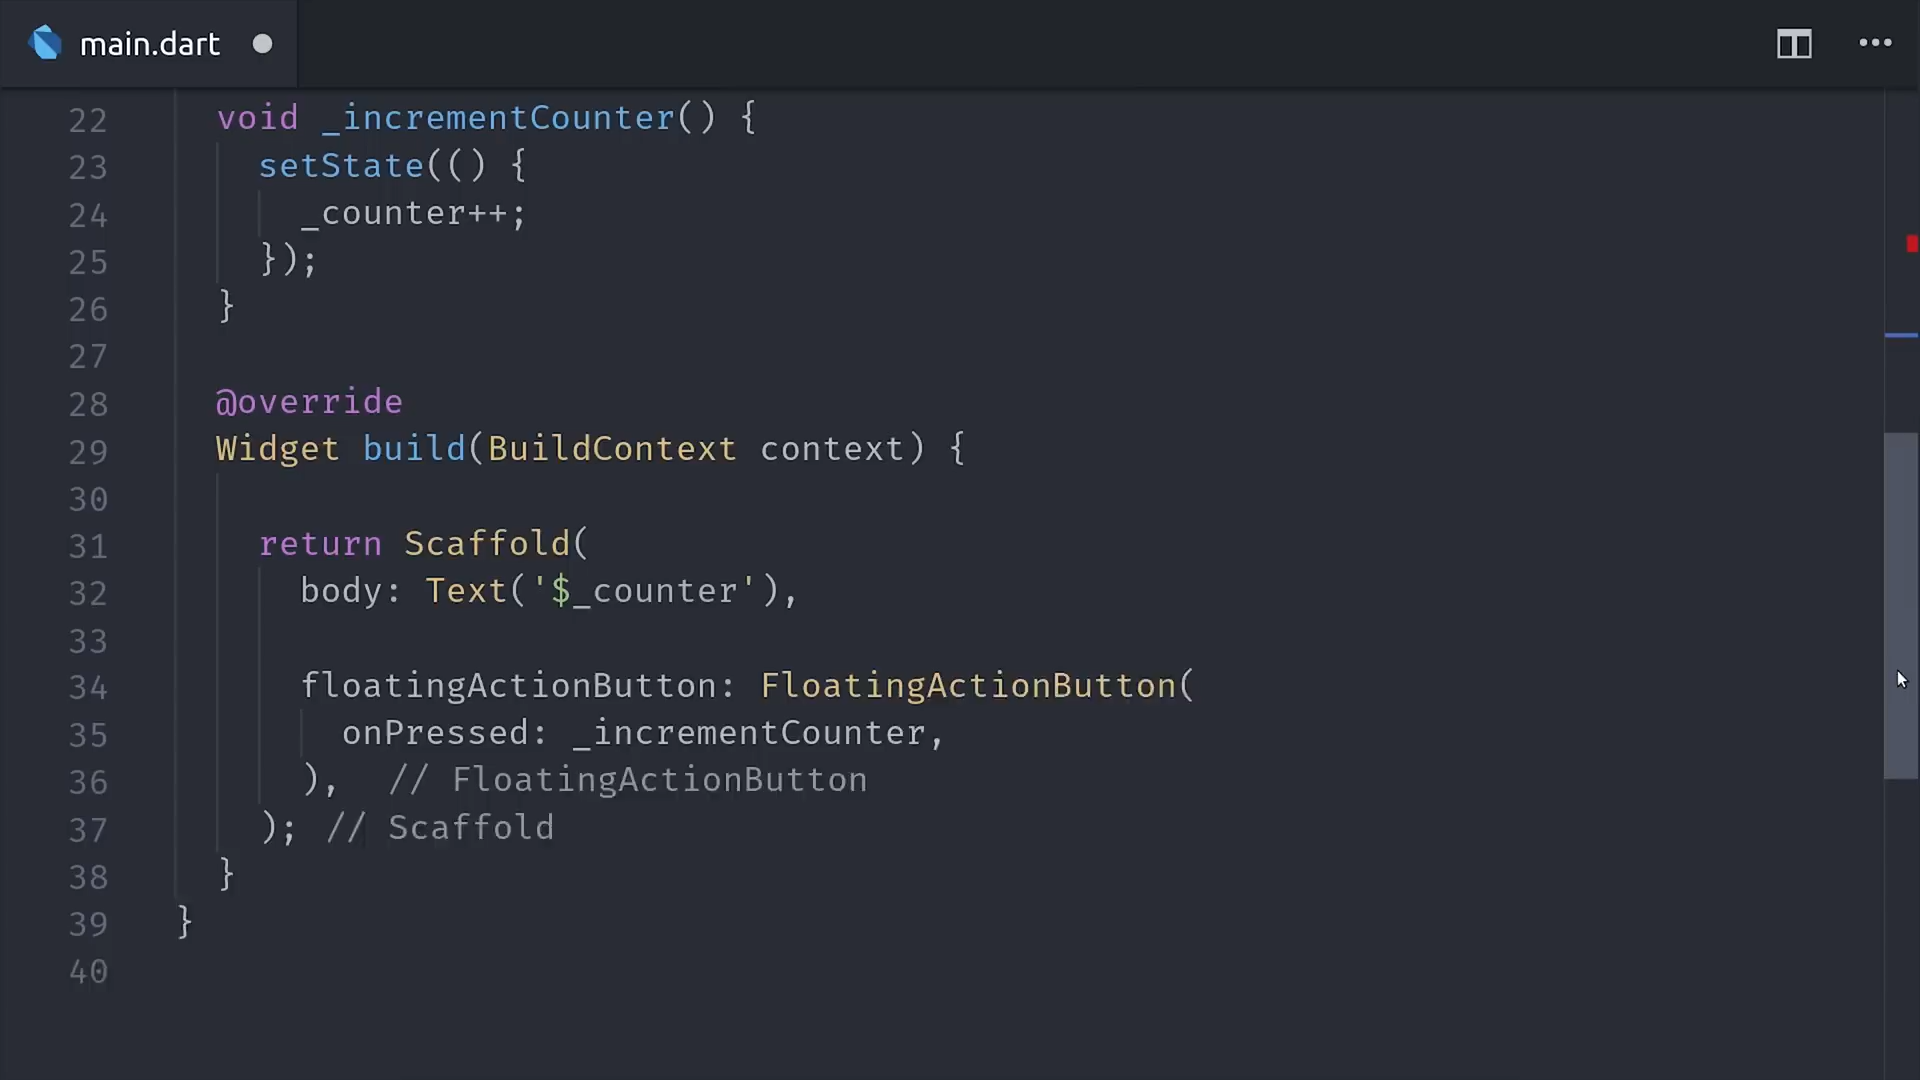 main.dart
22 void _incrementCounter() {
23 setState(() {
24 _counter++;
25 });
26 }
27
28 @override
29 Widget build(BuildContext context) {
30
31 return Scaffold(
32 body: Text('$_counter'),
33
34 floatingActionButton: FloatingActionButton(
35 onPressed: _incrementCounter,
36 ), // FloatingActionButton
37 ); // Scaffold
38 }
39 }
40